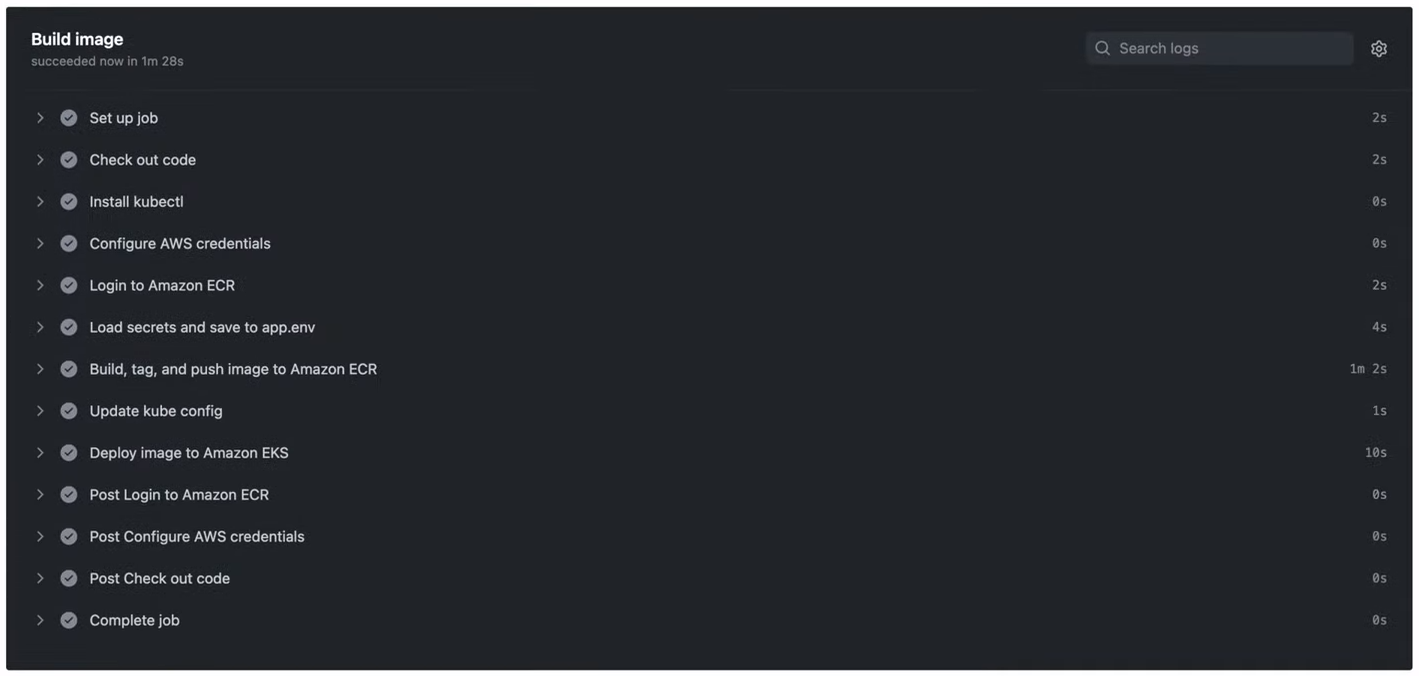 Build image
succeeded now in 1m 28s
Search logs
Set up job 2s
Check out code 2s
Install kubectl 0s
Configure AWS credentials 0s
Login to Amazon ECR 2s
Load secrets and save to app.env 4s
Build, tag, and push image to Amazon ECR 1m 2s
Update kube config 1s
Deploy image to Amazon EKS 10s
Post Login to Amazon ECR 0s
Post Configure AWS credentials 0s
Post Check out code 0s
Complete job 0s